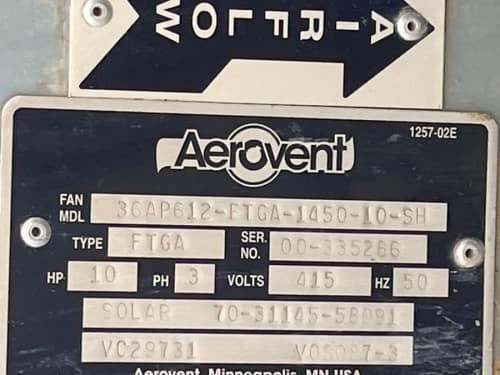 AIRFLOW
1257-02E
Aerovent
FAN MDL 36AP612-FTGA-1450-10-SH
TYPE FTGA SER. NO. 00-335286
HP 10 PH 3 VOLTS 415 HZ 50
SOLAR 70-31145-58091
VC29731
Aerovent, Minneapolis, MN USA